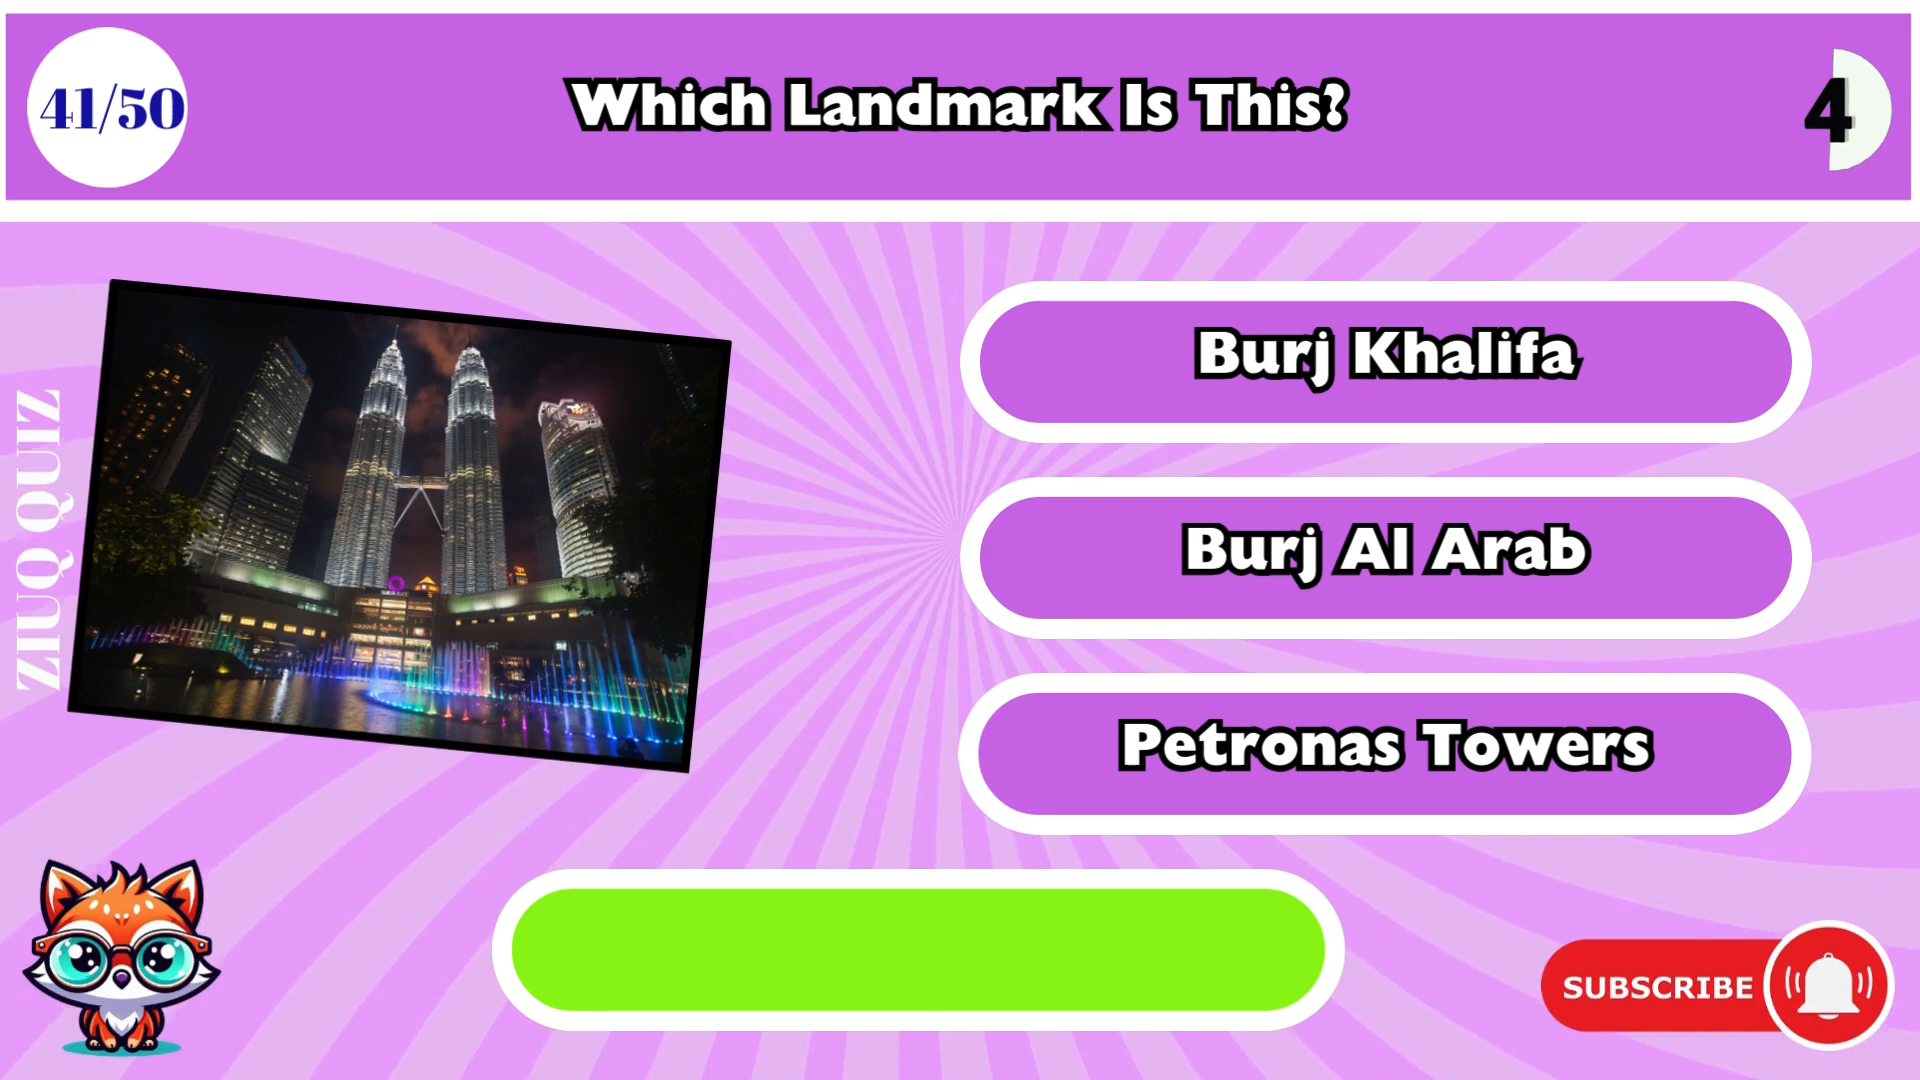 41/50
Which Landmark Is This?
4
ZIUQ QUIZ
Burj Khalifa
Burj Al Arab
Petronas Towers
SUBSCRIBE